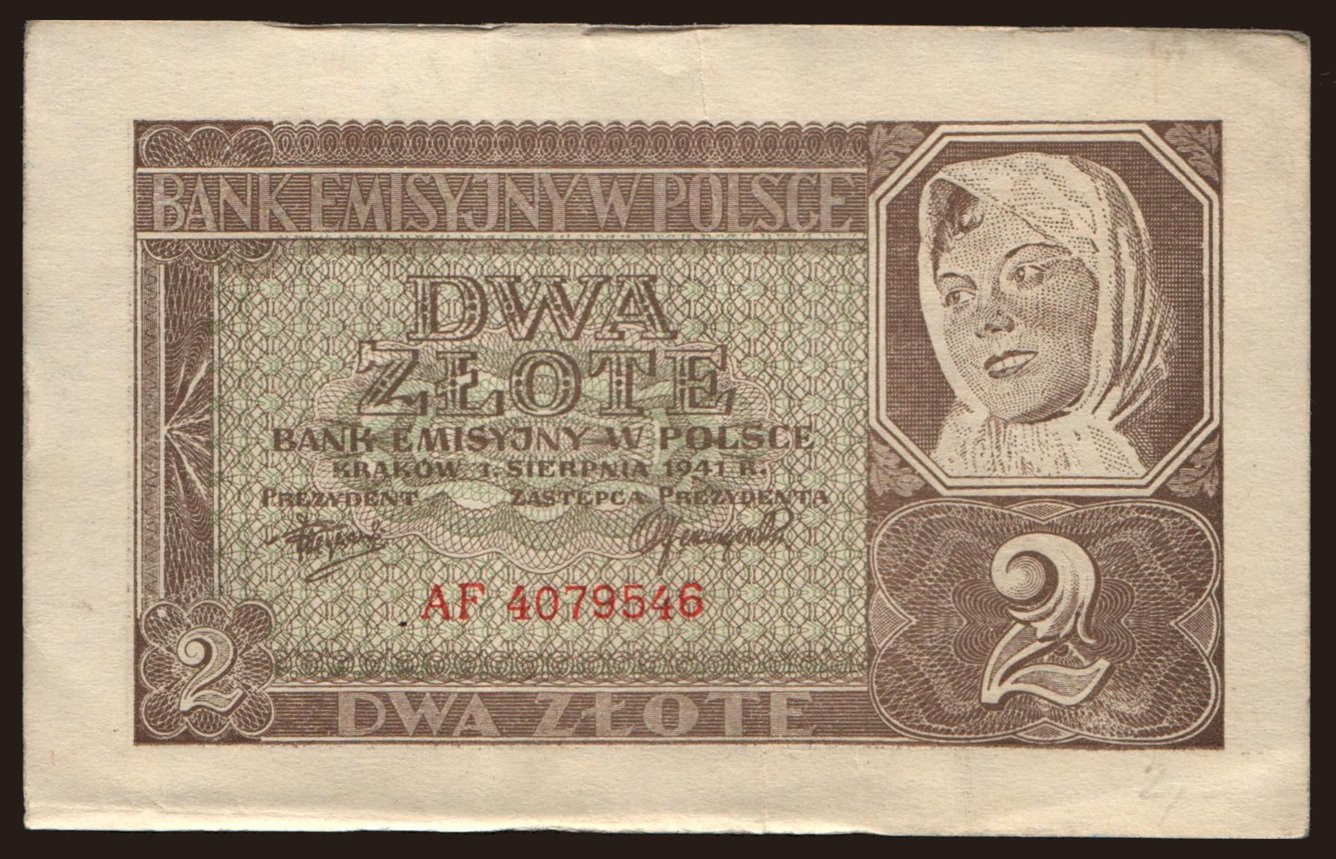 BANK EMISYJNY W POLSCE
DWA
ZŁOTE
BANK EMISYJNY W POLSCE
KRAKÓW 1. SIERPNIA 1941 R.
PREZYDENT ZASTĘPCA PREZYDENTA
AF 4079546
2 2
DWA ZŁOTE
2